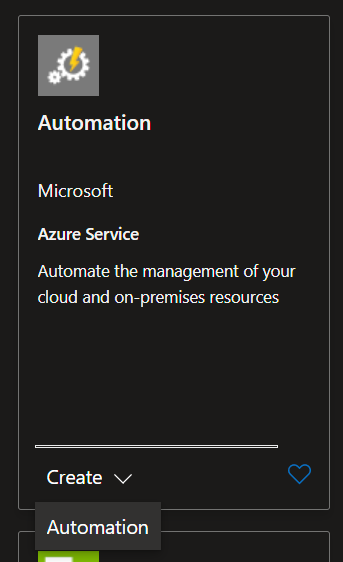 Automation
Microsoft
Azure Service
Automate the management of your
cloud and on-premises resources
Create
Automation